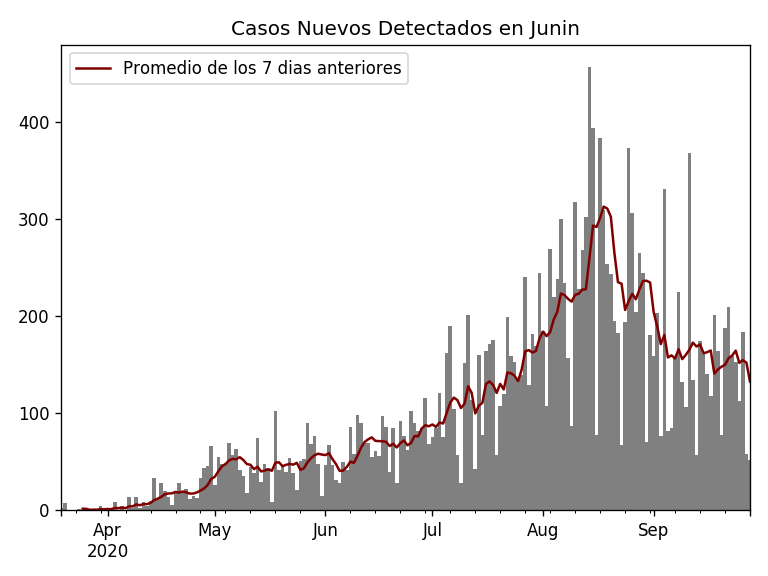 Casos Nuevos Detectados en Junin
Promedio de los 7 dias anteriores
400
300
200
100
0
Apr May Jun Jul Aug Sep
2020